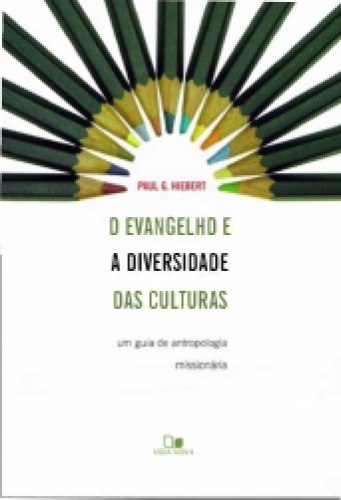 PAUL G. HIEBERT
O EVANGELHO E
A DIVERSIDADE
DAS CULTURAS
um guia de antropologia
missionária
VIDA NOVA